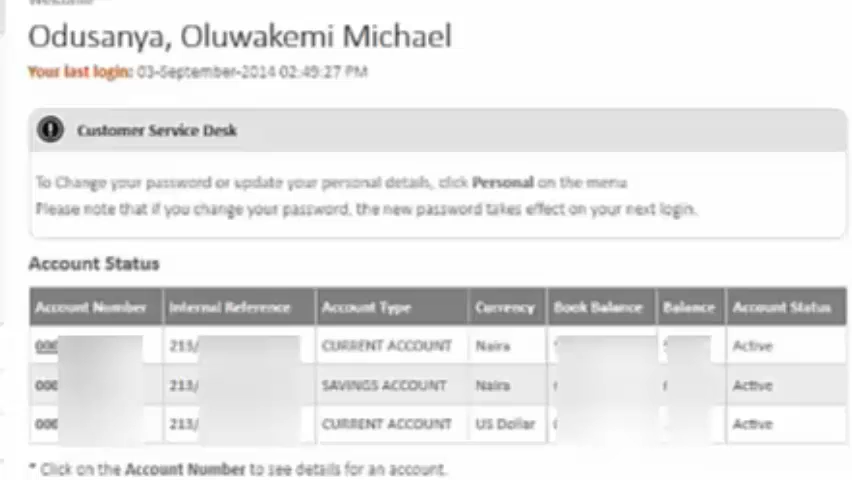 Welcome
Odusanya, Oluwakemi Michael
Your last login: 03-September-2014 02:49:27 PM
Customer Service Desk
To Change your password or update your personal details, click Personal on the menu
Please note that if you change your password, the new password takes effect on your next login.
Account Status
Account Number Internal Reference Account Type Currency Book Balance Balance Account Status
000 213/ CURRENT ACCOUNT Naira Active
000 213/ SAVINGS ACCOUNT Naira Active
000 213/ CURRENT ACCOUNT US Dollar Active
* Click on the Account Number to see details for an account.